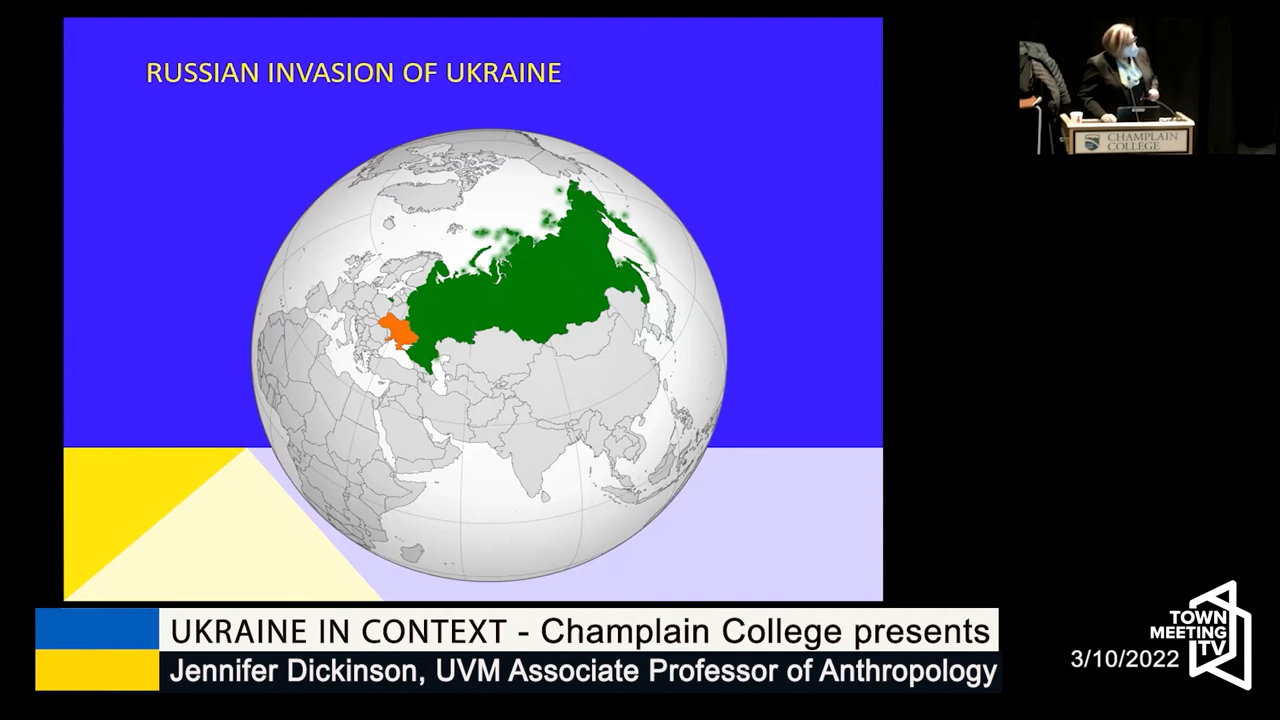 RUSSIAN INVASION OF UKRAINE
CHAMPLAIN
COLLEGE
UKRAINE IN CONTEXT - Champlain College presents
Jennifer Dickinson, UVM Associate Professor of Anthropology
3/10/2022
TOWN
MEETING
TV